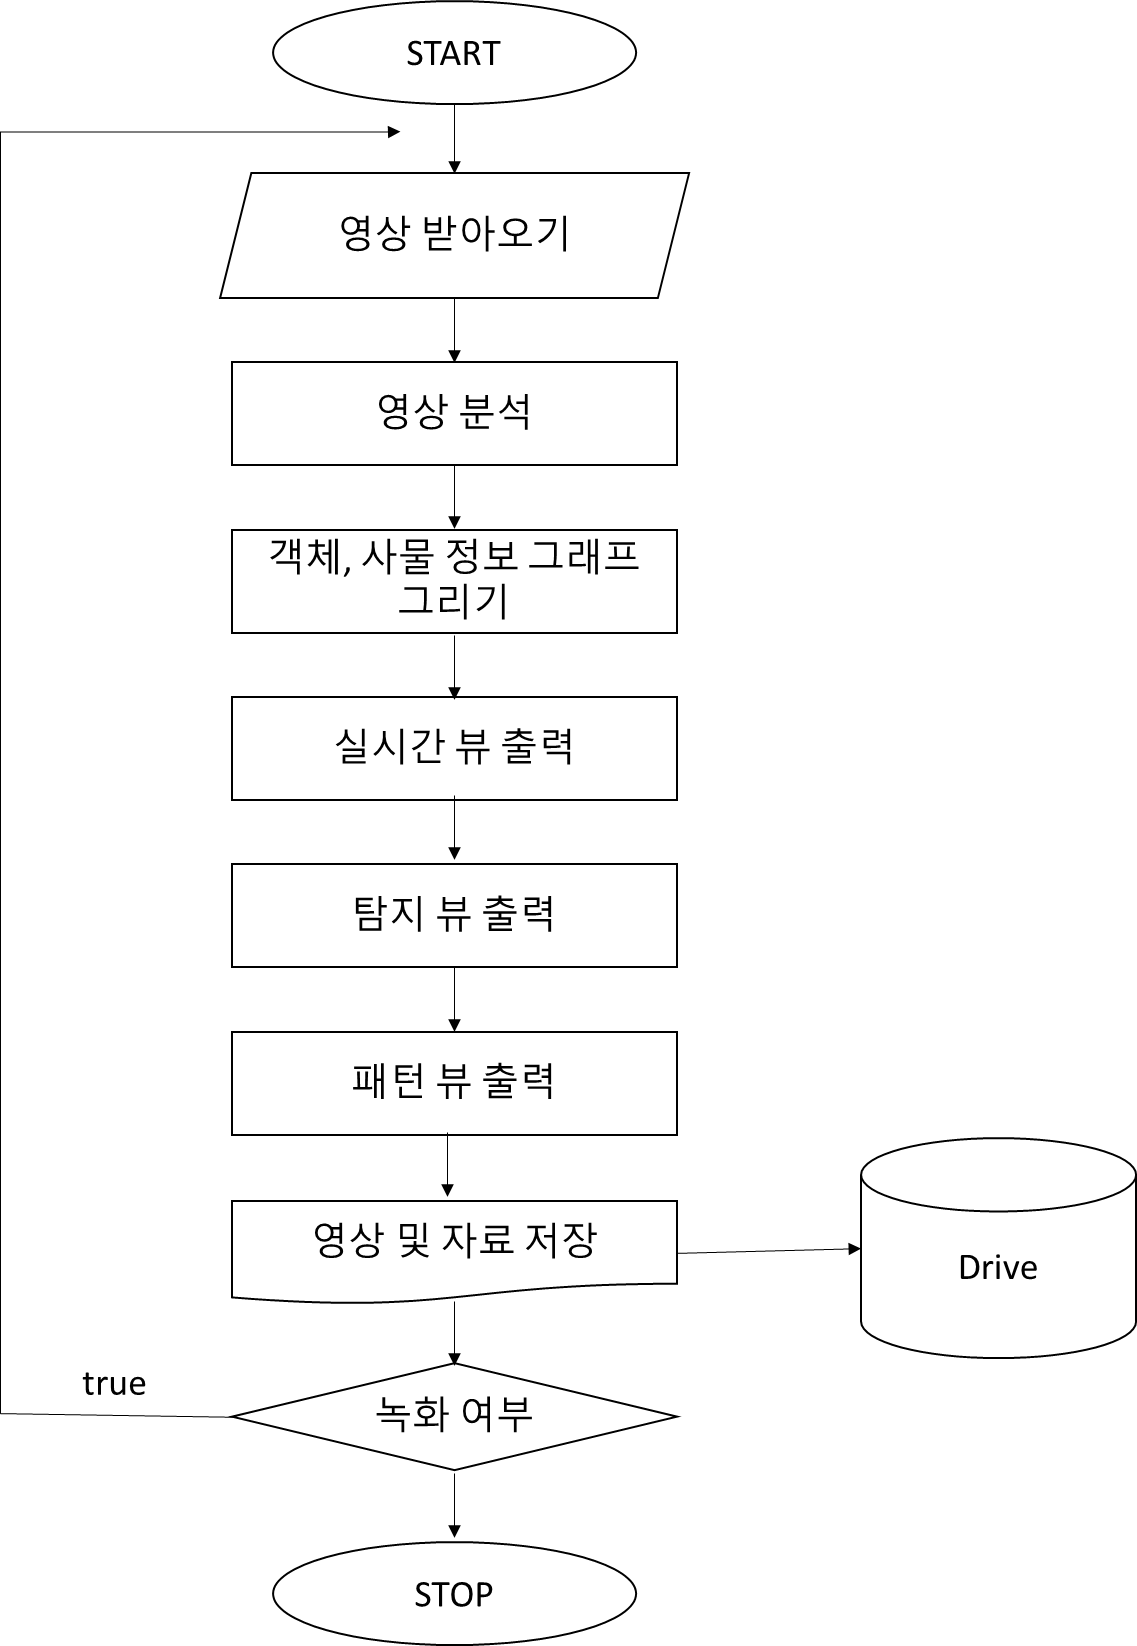 START
영상 받아오기
영상 분석
객체, 사물 정보 그래프
그리기
실시간 뷰 출력
탐지 뷰 출력
패턴 뷰 출력
영상 및 자료 저장
Drive
true
녹화 여부
STOP